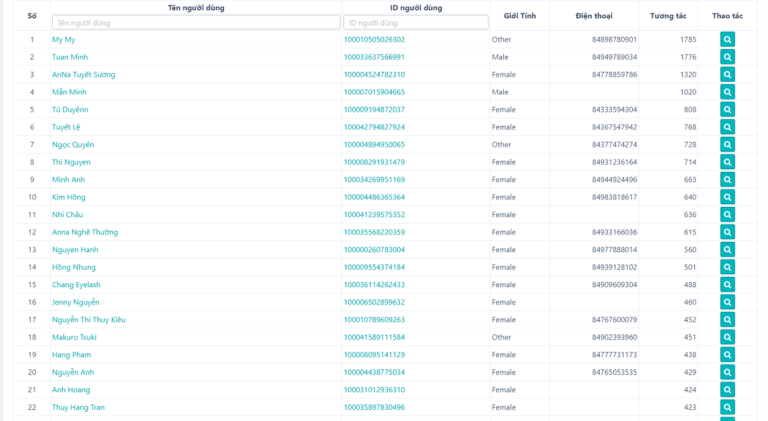 Số Tên người dùng ID người dùng Giới Tính Điện thoại Tương tác Thao tác
Tên người dùng ID người dùng
1 My My 100010505026302 Other 84898780901 1785
2 Tuan Minh 100033637566991 Male 84949789034 1776
3 AnNa Tuyết Sương 100004524782310 Female 84778859786 1320
4 Mẫn Minh 100007015904665 Male 1020
5 Tú Duyênn 100009194872037 Female 84333594304 808
6 Tuyết Lệ 100042794827924 Female 84367547942 768
7 Ngọc Quyên 100004894950065 Other 84377474274 728
8 Thi Nguyen 100008291931479 Female 84931236164 714
9 Minh Anh 100034269951169 Female 84944924496 663
10 Kim Hồng 100004486365364 Female 84983818617 640
11 Nhi Châu 100041239575352 Female 636
12 Anna Nghê Thường 100035568220359 Female 84933166036 615
13 Nguyen Hanh 100000260783004 Female 84977888014 560
14 Hồng Nhung 100009554374184 Female 84939128102 501
15 Chang Eyelash 100036114262433 Female 84909609304 488
16 Jenny Nguyễn 100006502899632 Female 460
17 Nguyễn Thi Thuy Kiều 100010789609263 Female 84767600079 452
18 Makuro Tsuki 100041589111584 Other 84902393960 451
19 Hang Pham 100008095141129 Female 84777731173 438
20 Nguyễn Anh 100004438775034 Female 84765053535 429
21 Anh Hoang 100031012936310 Female 424
22 Thuy Hang Tran 100035897830496 Female 423